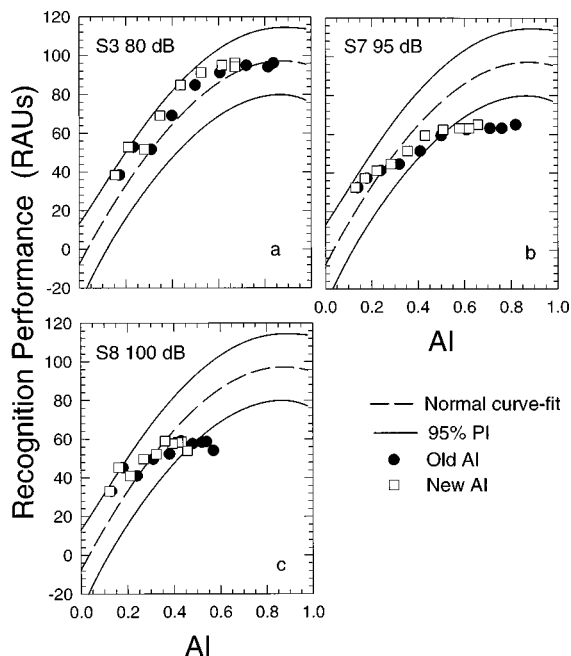 Recognition Performance (RAUs)
120
100
80
60
40
20
0
-20
S3 80 dB
a
S7 95 dB
b
0.0 0.2 0.4 0.6 0.8 1.0
AI
120
100
80
60
40
20
0
-20
S8 100 dB
c
0.0 0.2 0.4 0.6 0.8 1.0
AI
Normal curve-fit
95% PI
Old AI
New AI